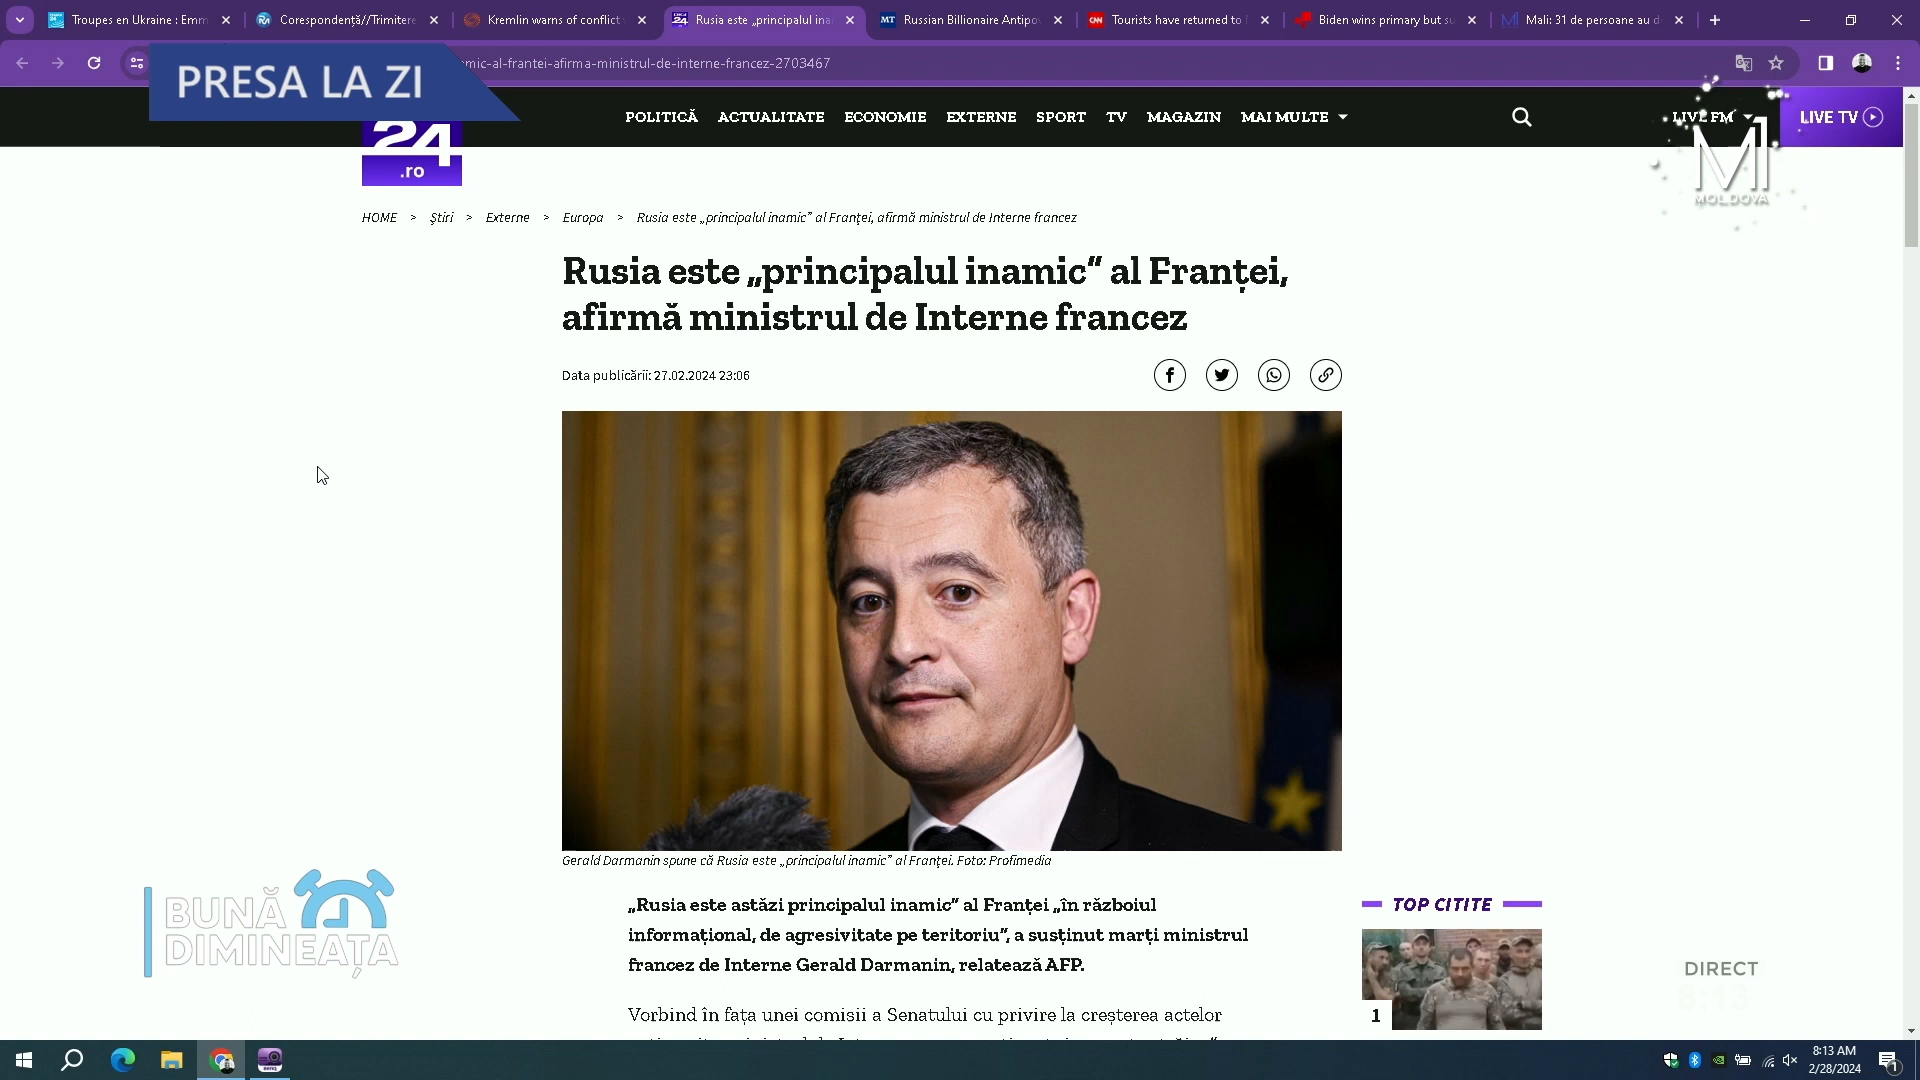 Troupes en Ukraine : Emm
Corespondență//Trimitere
Kremlin warns of conflict
Rusia este „principalul ina
Russian Billionaire Antipo
Tourists have returned to
Biden wins primary but su
Mali: 31 de persoane au d
mic-al-frantei-afirma-ministrul-de-interne-francez-2703467
PRESA LA ZI
24
.ro
POLITICĂ ACTUALITATE ECONOMIE EXTERNE SPORT TV MAGAZIN MAI MULTE
LIVE FM
LIVE TV
M1
MOLDOVA
HOME > Știri > Externe > Europa > Rusia este „principalul inamic” al Franței, afirmă ministrul de Interne francez
Rusia este „principalul inamic” al Franței,
afirmă ministrul de Interne francez
Data publicării: 27.02.2024 23:06
Gerald Darmanin spune că Rusia este „principalul inamic” al Franței. Foto: Profimedia
„Rusia este astăzi principalul inamic” al Franței „în războiul
informațional, de agresivitate pe teritoriu”, a susținut marți ministrul
francez de Interne Gerald Darmanin, relatează AFP.
Vorbind în fața unei comisii a Senatului cu privire la creșterea actelor
TOP CITITE
1
BUNĂ
DIMINEAȚA
DIRECT
8:13
8:13 AM
2/28/2024